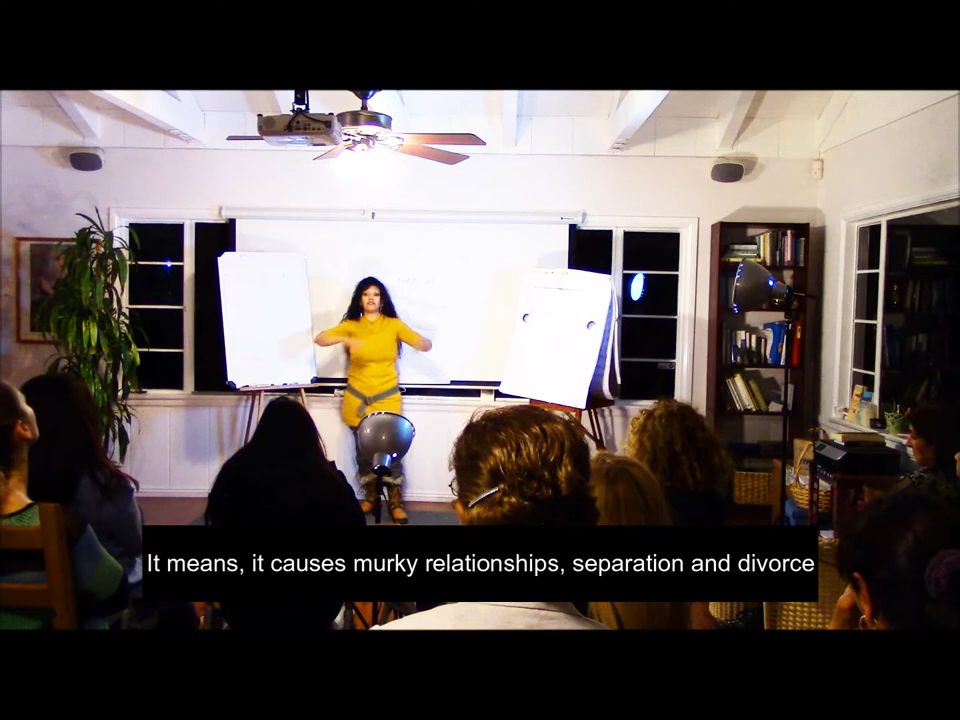 It means, it causes murky relationships, separation and divorce